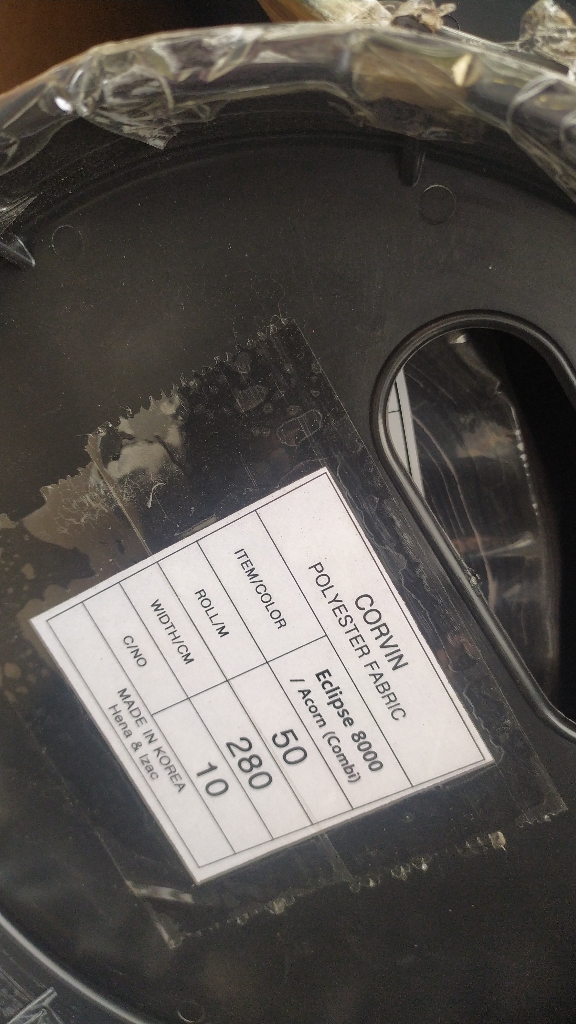 CORVIN
POLYESTER FABRIC
ITEM/COLOR Eclipse 8000
/ Acorn (Combi)
ROLL/M 50
WIDTH/CM 280
C/NO 10
MADE IN KOREA
Hena & Izac